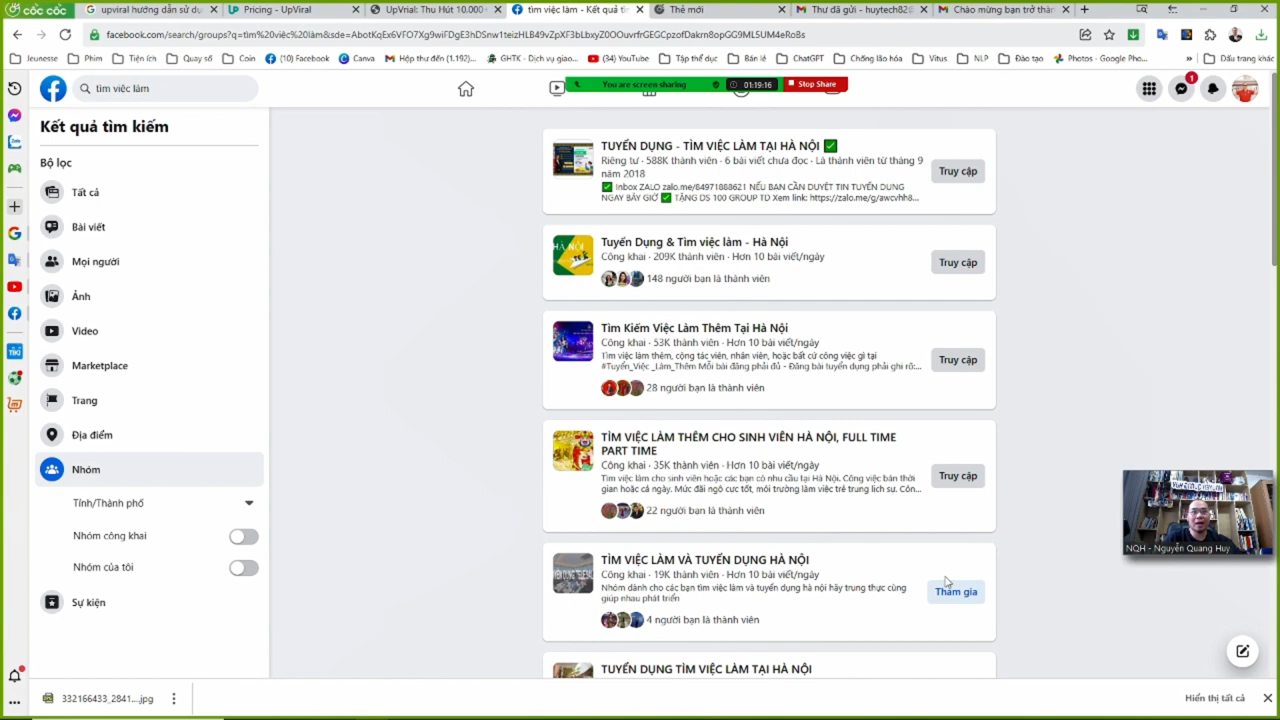 CỐC CỐC
upviral hướng dẫn sử dụ
Pricing - UpViral
UpVrial: Thu Hút 10.000+
tìm việc làm - Kết quả tì
Thẻ mới
Thư đã gửi - huytech82@
Chào mừng bạn trở thàn
facebook.com/search/groups?q=tìm%20việc%20làm&sde=AbotKqEx6VFO7Xg9wiFDgE3hDSnw1teizHLB49vZpXF3bLbxyZ0OOuvrfrGEGCpzofDakrn8opGG9ML5UM4eRo8s
Jeunesse
Phim
Tiện ích
Quay số
Coin
(10) Facebook
Canva
Hộp thư đến (1.192)...
GHTK - Dịch vụ giao...
(34) YouTube
Tập thể dục
Bán lẻ
ChatGPT
Chống lão hóa
Vitus
NLP
Đào tạo
Photos - Google Pho...
»
Dấu trang khác
tìm việc làm
You are screen sharing
01:19:16
Stop Share
1
Kết quả tìm kiếm
Bộ lọc
Tất cả
Bài viết
Mọi người
Ảnh
Video
Marketplace
Trang
Địa điểm
Nhóm
Tỉnh/Thành phố
Nhóm công khai
Nhóm của tôi
Sự kiện
Zalo
TIKI
TUYỂN DỤNG - TÌM VIỆC LÀM TẠI HÀ NỘI ✅
Riêng tư · 588K thành viên · 6 bài viết chưa đọc · Là thành viên từ tháng 9
năm 2018
✅ Inbox ZALO zalo.me/84971888621 NẾU BẠN CẦN DUYỆT TIN TUYỂN DỤNG
NGAY BÂY GIỜ ✅ TẶNG DS 100 GROUP TD Xem link: https://zalo.me/g/awcvhh8...
Truy cập
HÀ NỘI
Tuyển Dụng & Tìm việc làm - Hà Nội
Công khai · 209K thành viên · Hơn 10 bài viết/ngày
148 người bạn là thành viên
Truy cập
Tìm Kiếm Việc Làm Thêm Tại Hà Nội
Công khai · 53K thành viên · Hơn 10 bài viết/ngày
Tìm việc làm thêm, cộng tác viên, nhân viên, hoặc bất cứ công việc gì tại
#Tuyển_Việc _Làm_Thêm Mỗi bài đăng phải đủ - Đăng bài tuyển dụng phải ghi rõ:...
28 người bạn là thành viên
Truy cập
TÌM VIỆC LÀM THÊM CHO SINH VIÊN HÀ NỘI, FULL TIME
PART TIME
Công khai · 35K thành viên · Hơn 10 bài viết/ngày
Tìm việc làm cho sinh viên hoặc các bạn có nhu cầu tại Hà Nội. Công việc bán thời
gian hoặc cả ngày. Mức đãi ngộ cực tốt, môi trường làm việc trẻ trung lịch sự. Côn...
22 người bạn là thành viên
Truy cập
TÌM VIỆC LÀM VÀ TUYỂN DỤNG HÀ NỘI
Công khai · 19K thành viên · Hơn 10 bài viết/ngày
Nhóm dành cho các bạn tìm việc làm và tuyển dụng hà nội hãy trung thực cùng
giúp nhau phát triển
4 người bạn là thành viên
Tham gia
TUYỂN DỤNG TÌM VIỆC LÀM TẠI HÀ NỘI
NQH - Nguyễn Quang Huy
332166433_2841....jpg
Hiển thị tất cả